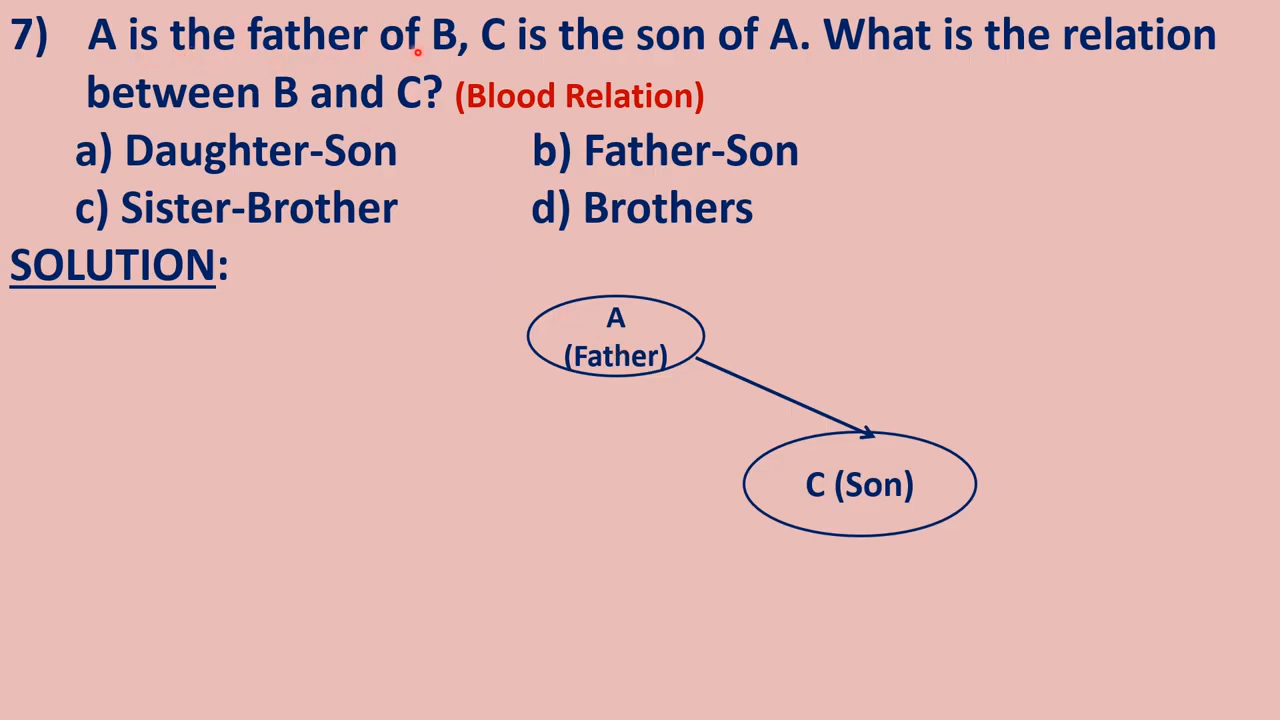 7) A is the father of B, C is the son of A. What is the relation
between B and C? (Blood Relation)
a) Daughter-Son b) Father-Son
c) Sister-Brother d) Brothers
SOLUTION:
A
(Father)
C (Son)